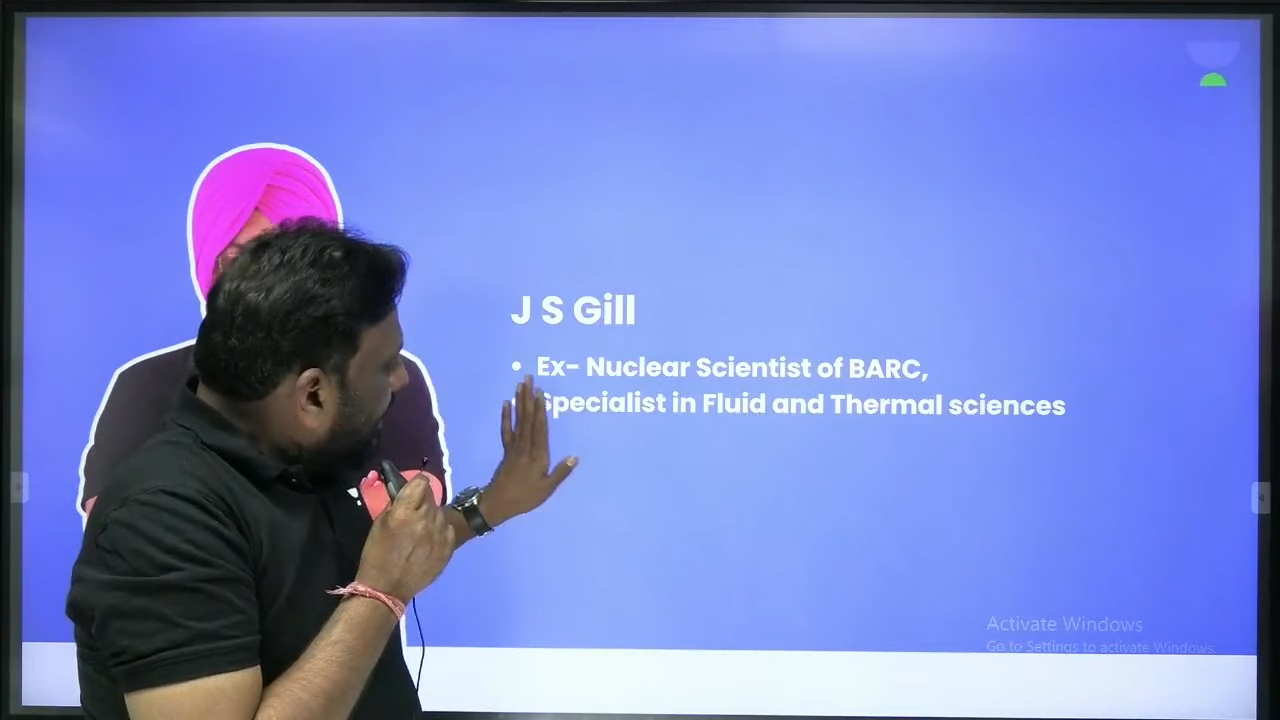 J S Gill
• Ex- Nuclear Scientist of BARC,
Specialist in Fluid and Thermal sciences
Activate Windows
Go to Settings to activate Windows.